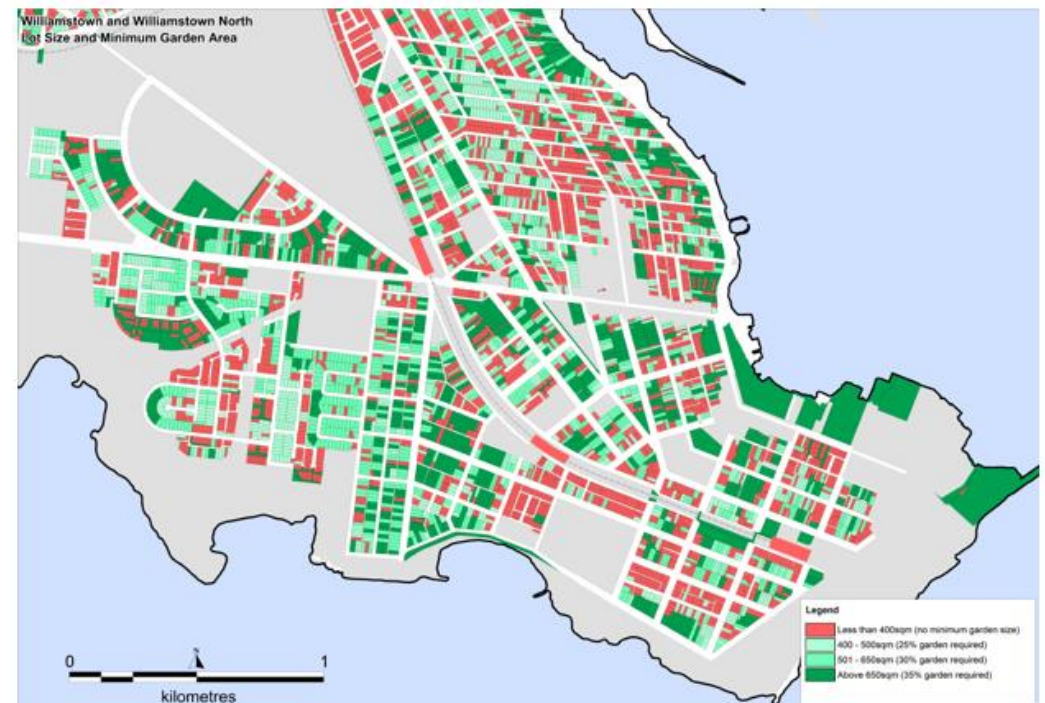 Williamstown and Williamstown North
Lot Size and Minimum Garden Area
Legend
Less than 400sqm (no minimum garden size)
400 - 500sqm (25% garden required)
501 - 650sqm (30% garden required)
Above 650sqm (35% garden required)
0 1
kilometres